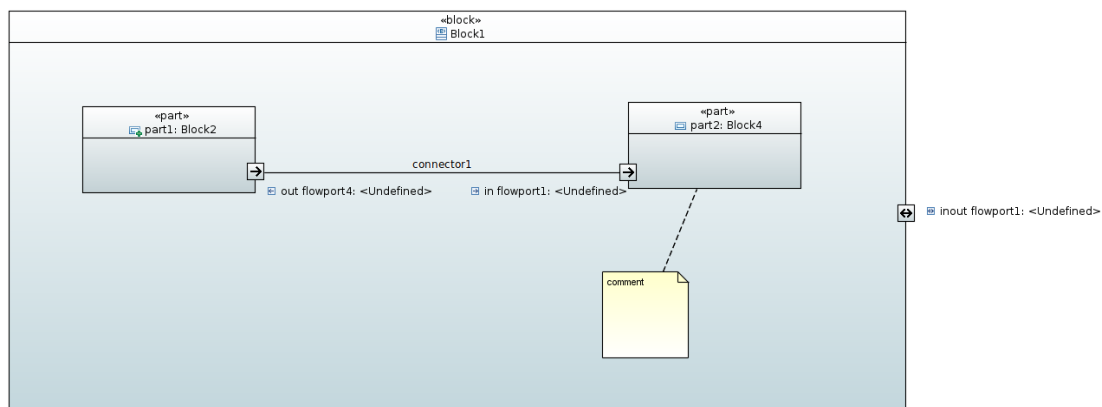 «block»
Block1
«part»
part1: Block2
«part»
part2: Block4
connector1
out flowport4: <Undefined>
in flowport1: <Undefined>
inout flowport1: <Undefined>
comment